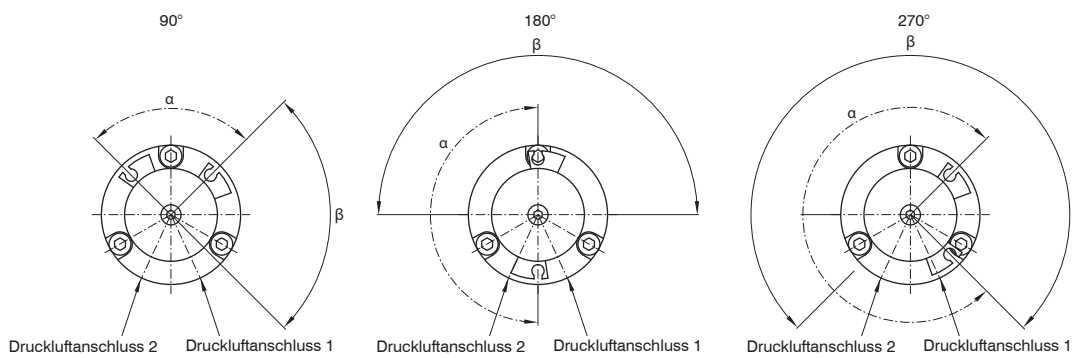 90°
180°
270°
β
β
α
α
α
β
Druckluftanschluss 2
Druckluftanschluss 1
Druckluftanschluss 2
Druckluftanschluss 1
Druckluftanschluss 2
Druckluftanschluss 1